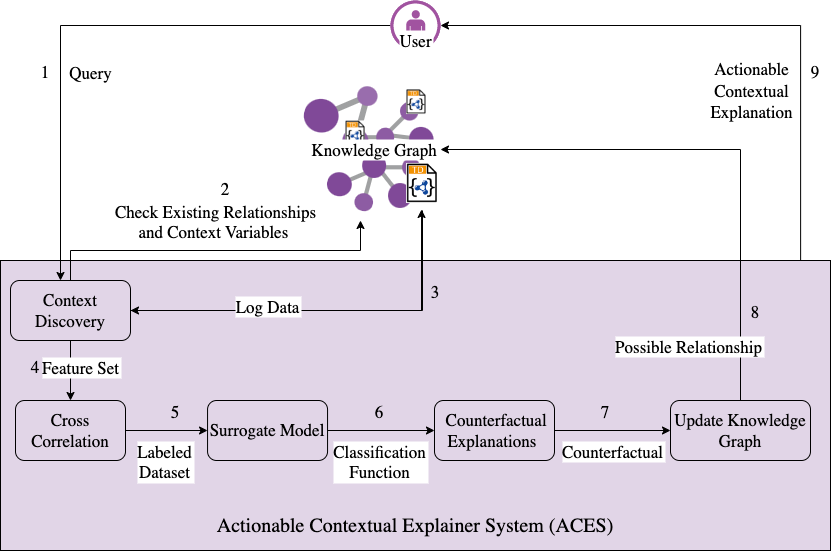 User
1
Query
Actionable
Contextual
Explanation
9
TD
Knowledge Graph
TD
2
Check Existing Relationships
and Context Variables
3
Log Data
Context
Discovery
8
Possible Relationship
4
Feature Set
Cross
Correlation
5
Labeled
Dataset
Surrogate Model
6
Classification
Function
Counterfactual
Explanations
7
Counterfactual
Update Knowledge
Graph
Actionable Contextual Explainer System (ACES)